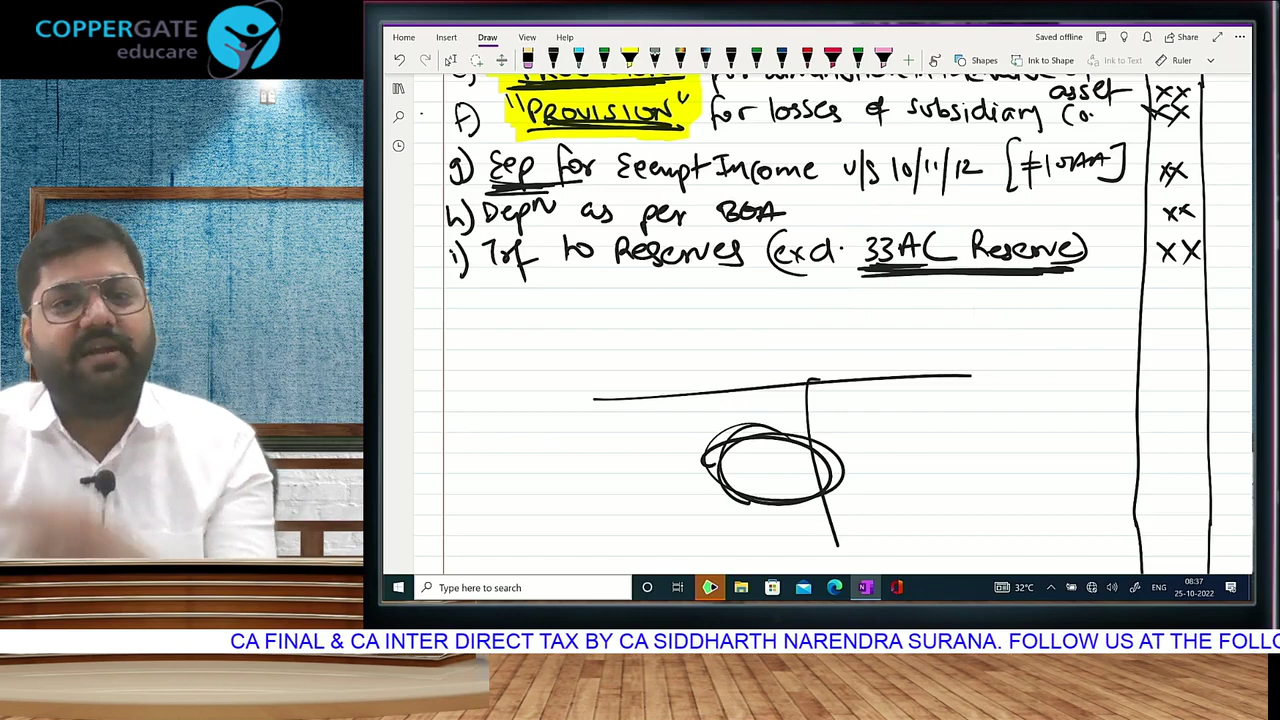 COPPERGATE
educare
Home Insert Draw View Help
Saved offline
Share
Shapes Ink to Shape Ink to Text Ruler
asset XX
f) "PROVISION" for losses of subsidiary Co. XX
g) Exp for Exempt Income u/s 10/11/12 [≠10AA] XX
h) Depn as per XX
i) Trf to Reserves (excl. 33AC Reserve) XX
Type here to search
32°C
ENG
08:37
25-10-2022
CA FINAL & CA INTER DIRECT TAX BY CA SIDDHARTH NARENDRA SURANA. FOLLOW US AT THE FOLLO